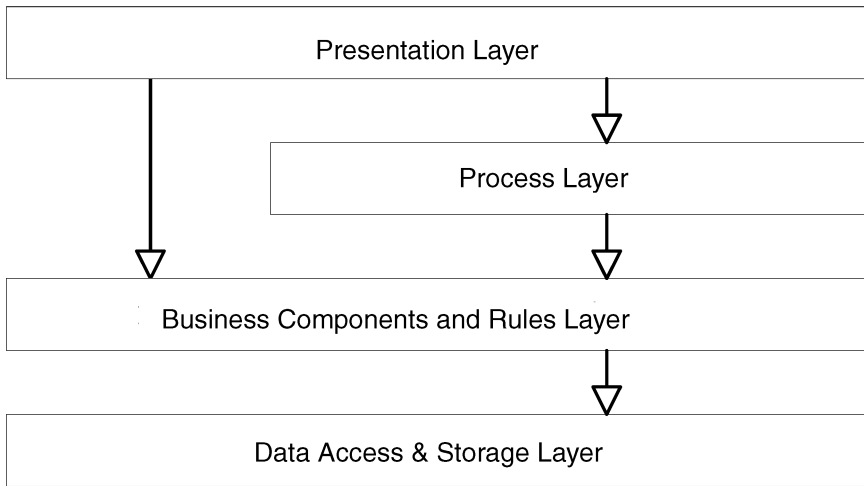 Presentation Layer
Process Layer
Business Components and Rules Layer
Data Access & Storage Layer